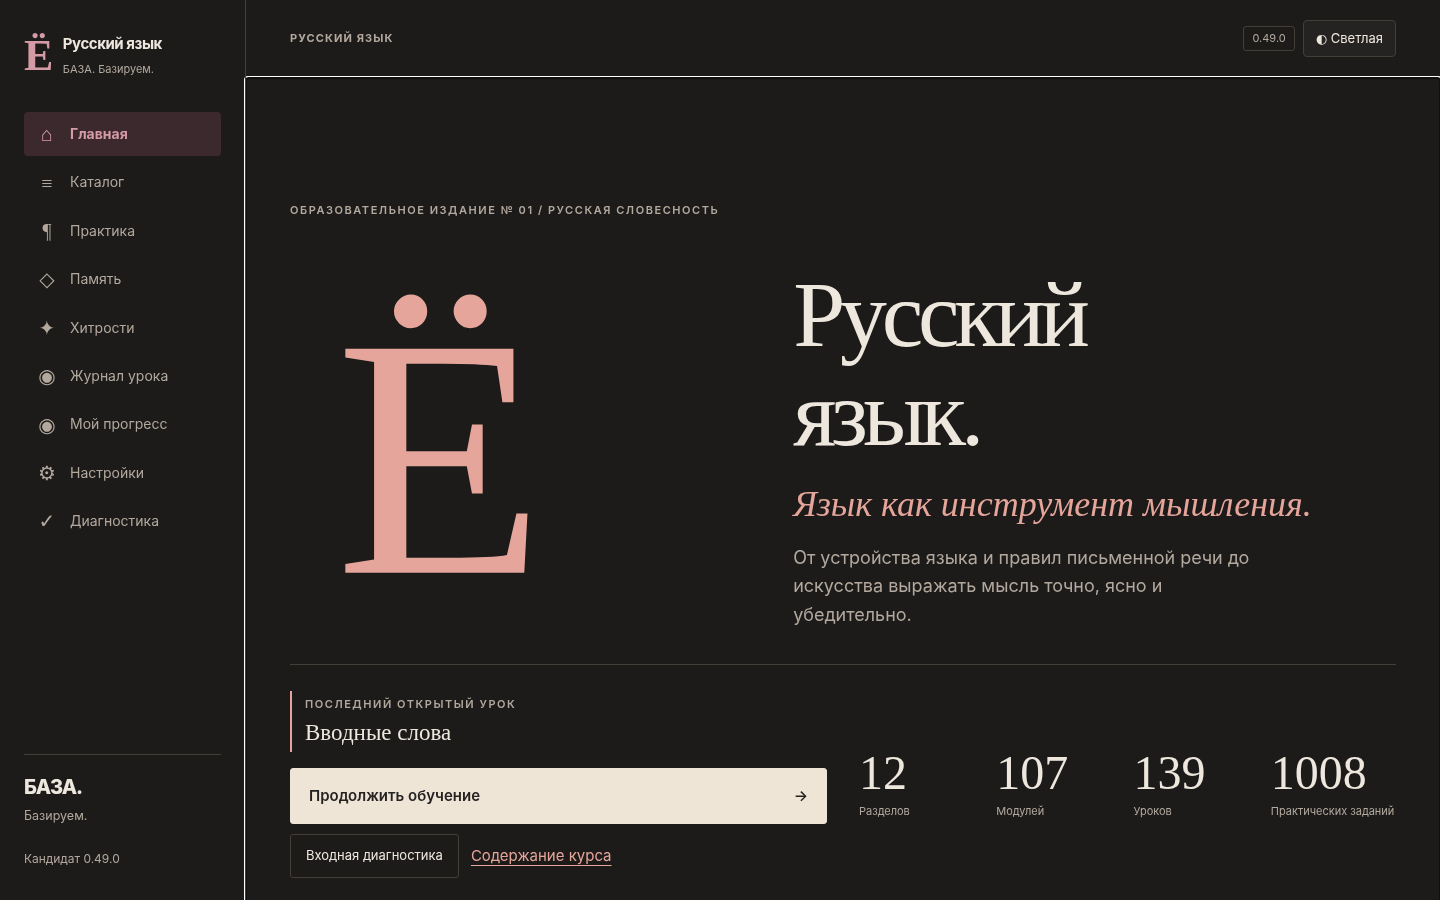 Ё
Русский язык
БАЗА. Базируем.
Главная
Каталог
¶ Практика
Память
Хитрости
Журнал урока
Мой прогресс
Настройки
Диагностика
БАЗА.
Базируем.
Кандидат 0.49.0
РУССКИЙ ЯЗЫК
0.49.0
Светлая
ОБРАЗОВАТЕЛЬНОЕ ИЗДАНИЕ № 01 / РУССКАЯ СЛОВЕСНОСТЬ
Ё
Русский
язык.
Язык как инструмент мышления.
От устройства языка и правил письменной речи до
искусства выражать мысль точно, ясно и
убедительно.
ПОСЛЕДНИЙ ОТКРЫТЫЙ УРОК
Вводные слова
Продолжить обучение →
Входная диагностика
Содержание курса
12
Разделов
107
Модулей
139
Уроков
1008
Практических заданий